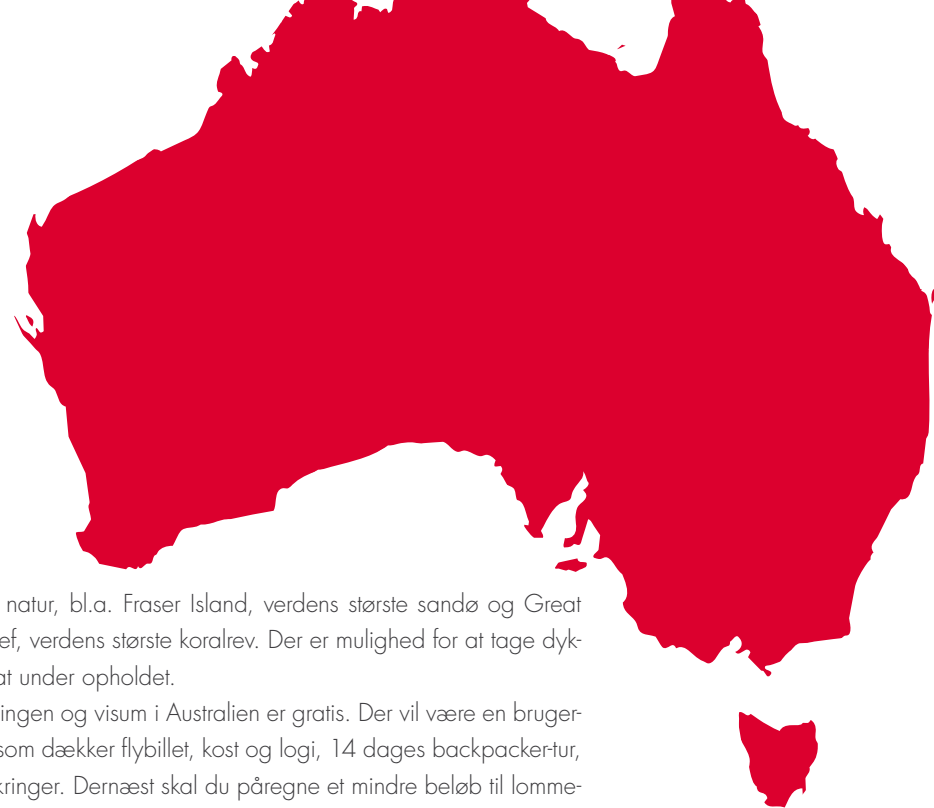 natur, bl.a. Fraser Island, verdens største sandø og Great
ef, verdens største koralrev. Der er mulighed for at tage dyk-
at under opholdet.
ingen og visum i Australien er gratis. Der vil være en bruger-
som dækker flybillet, kost og logi, 14 dages backpacker-tur,
kringer. Dernæst skal du påregne et mindre beløb til lomme-